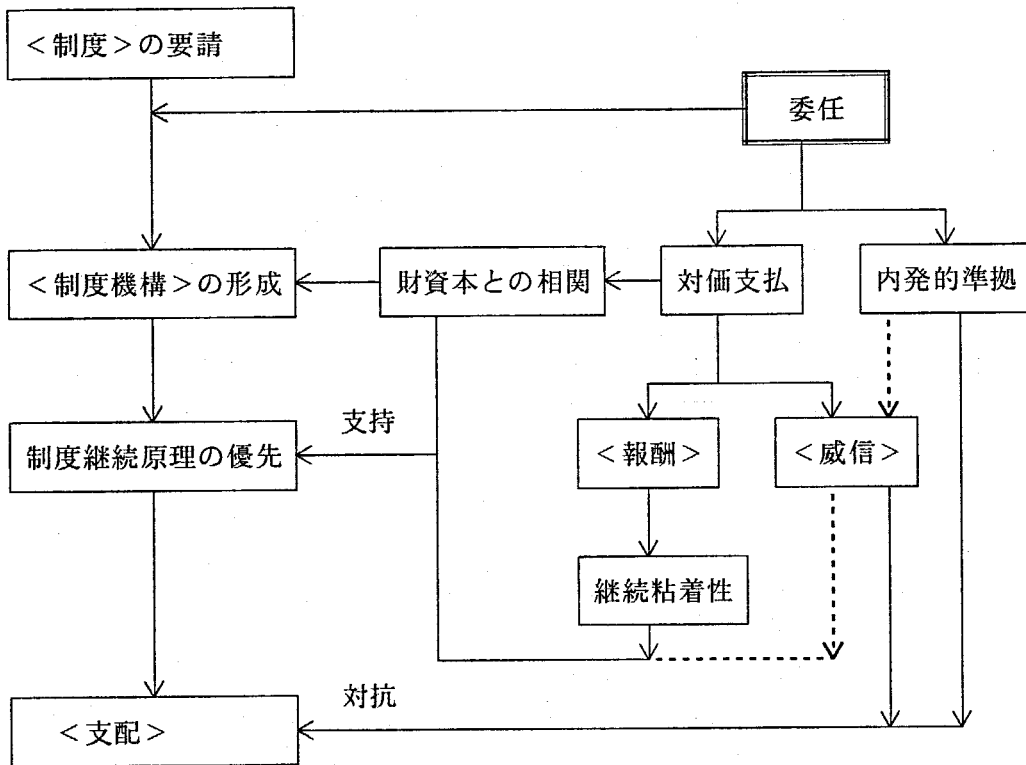 ＜制度＞の要請
委任
＜制度機構＞の形成
財資本との相関
対価支払
内発的準拠
支持
制度継続原理の優先
＜報酬＞
＜威信＞
継続粘着性
対抗
＜支配＞